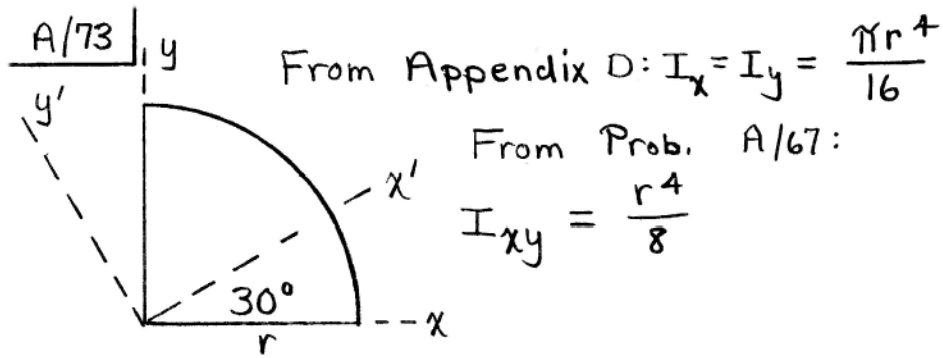 A/73
y
From Appendix D: Iₓ = I_y = πr⁴/16
y'
From Prob. A/67:
x'
I_xy = r⁴/8
30°
x
r